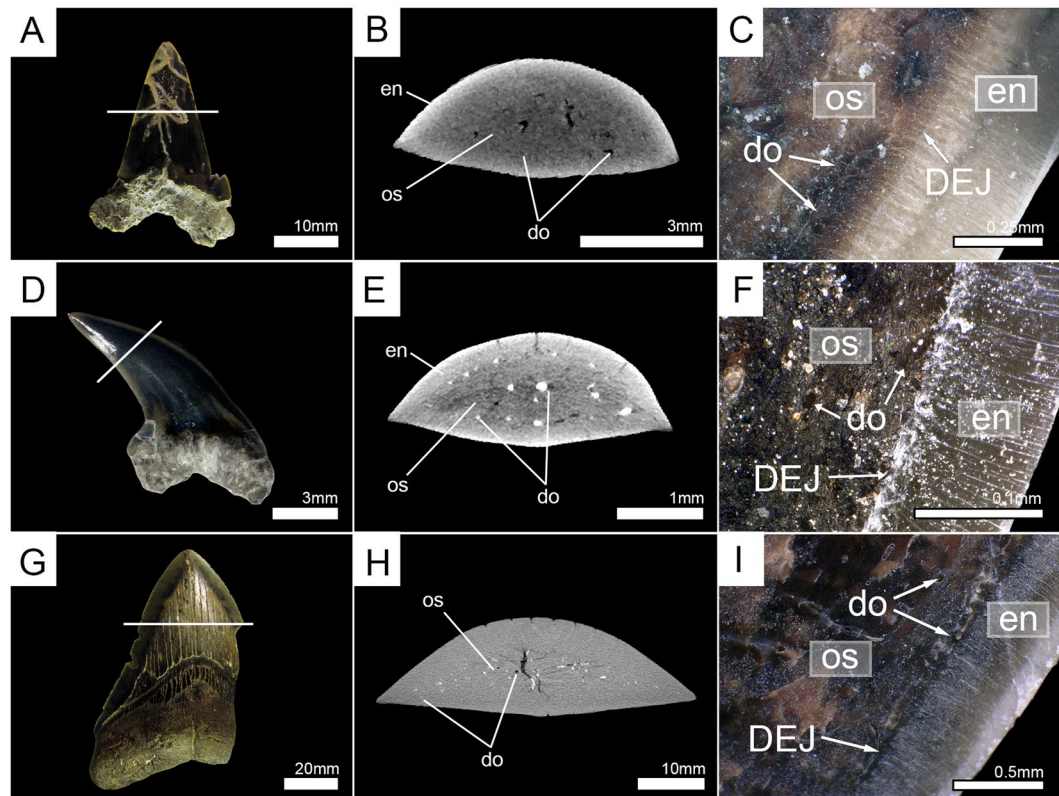 A
10mm
B
en
os
do
3mm
C
os
en
do
DEJ
0.25mm
D
3mm
E
en
os
do
1mm
F
os
do
en
DEJ
0.1mm
G
20mm
H
os
do
10mm
I
do
en
os
DEJ
0.5mm